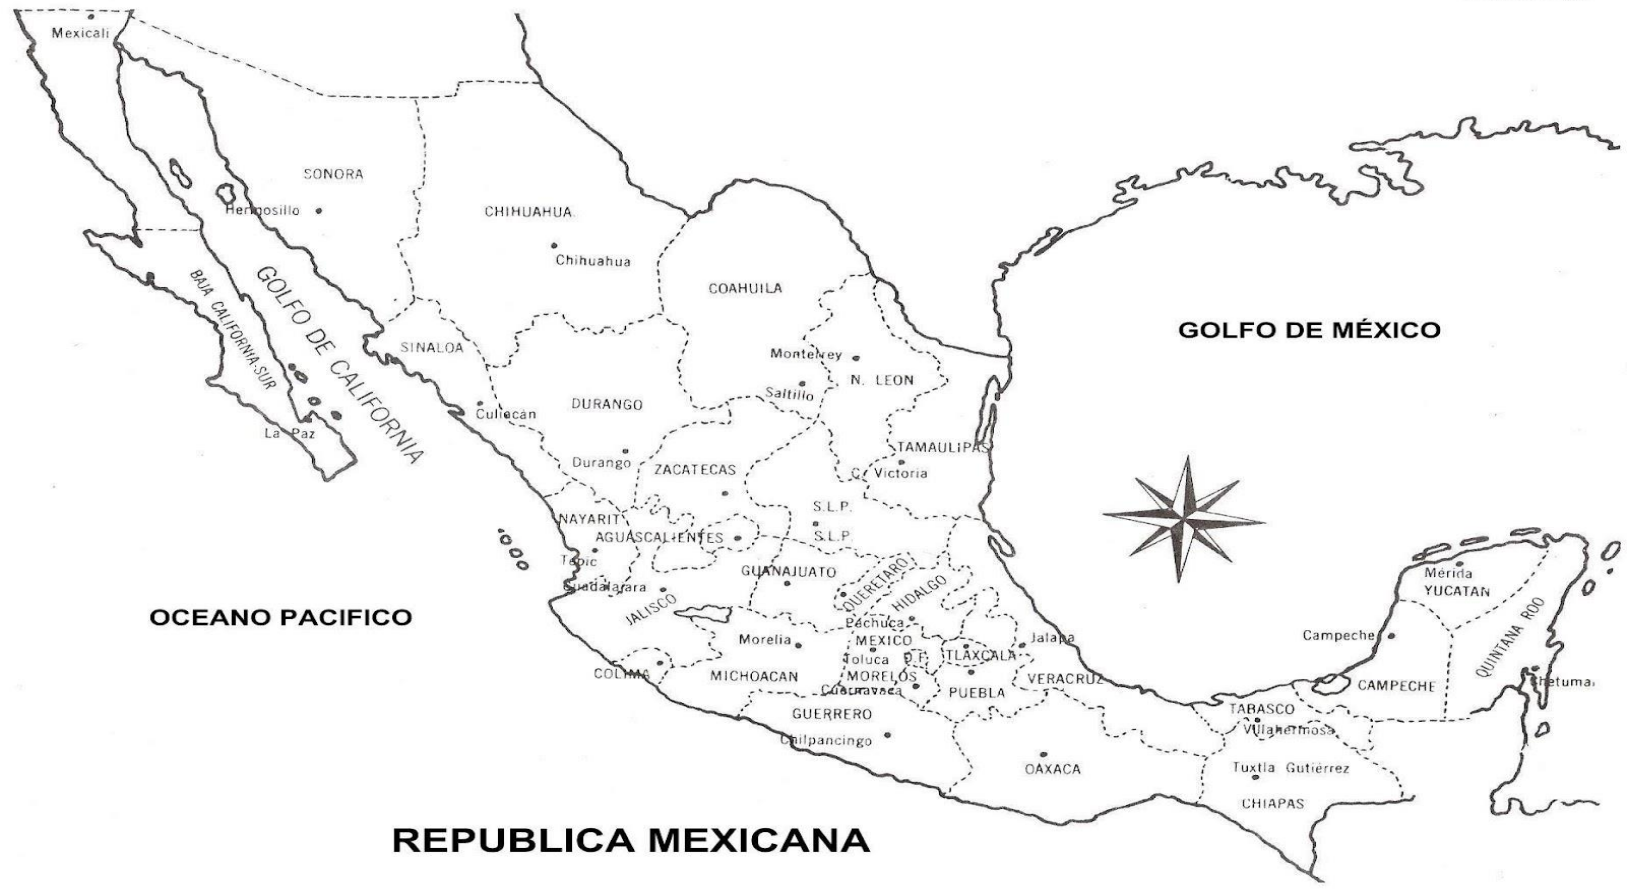 Mexicali
SONORA
Hermosillo
CHIHUAHUA
Chihuahua
BAJA CALIFORNIA-SUR
GOLFO DE CALIFORNIA
COAHUILA
GOLFO DE MÉXICO
SINALOA
Monterrey
N. LEON
Saltillo
DURANGO
Culiacán
La Paz
TAMAULIPAS
Durango
ZACATECAS
C. Victoria
S.L.P.
NAYARIT
AGUASCALIENTES
S.L.P.
Tepic
GUANAJUATO
QUERETARO
HIDALGO
Mérida
YUCATAN
Guadalarara
JALISCO
OCEANO PACIFICO
Pachuca
Morelia
MEXICO
Jalapa
Campeche
QUINTANA ROO
Toluca
D.F.
TLAXCALA
COLIMA
MICHOACAN
MORELOS
Cuernavaca
PUEBLA
VERACRUZ
CAMPECHE
Chetumal
GUERRERO
TABASCO
Villahermosa
Chilpancingo
OAXACA
Tuxtla Gutiérrez
CHIAPAS
REPUBLICA MEXICANA